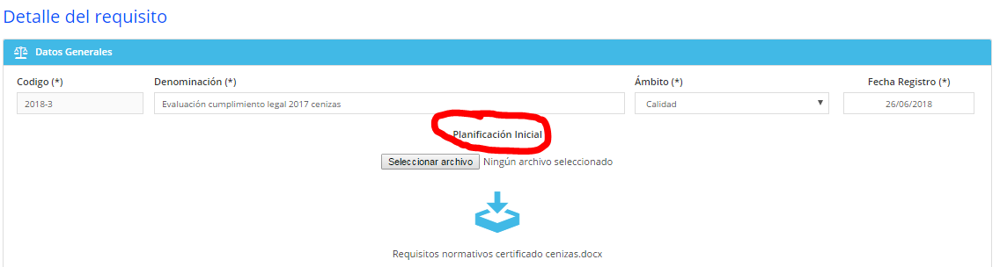 Detalle del requisito
Datos Generales
Codigo (*) Denominación (*) Ámbito (*) Fecha Registro (*)
2018-3 Evaluación cumplimiento legal 2017 cenizas Calidad 26/06/2018
Planificación Inicial
Seleccionar archivo Ningún archivo seleccionado
Requisitos normativos certificado cenizas.docx